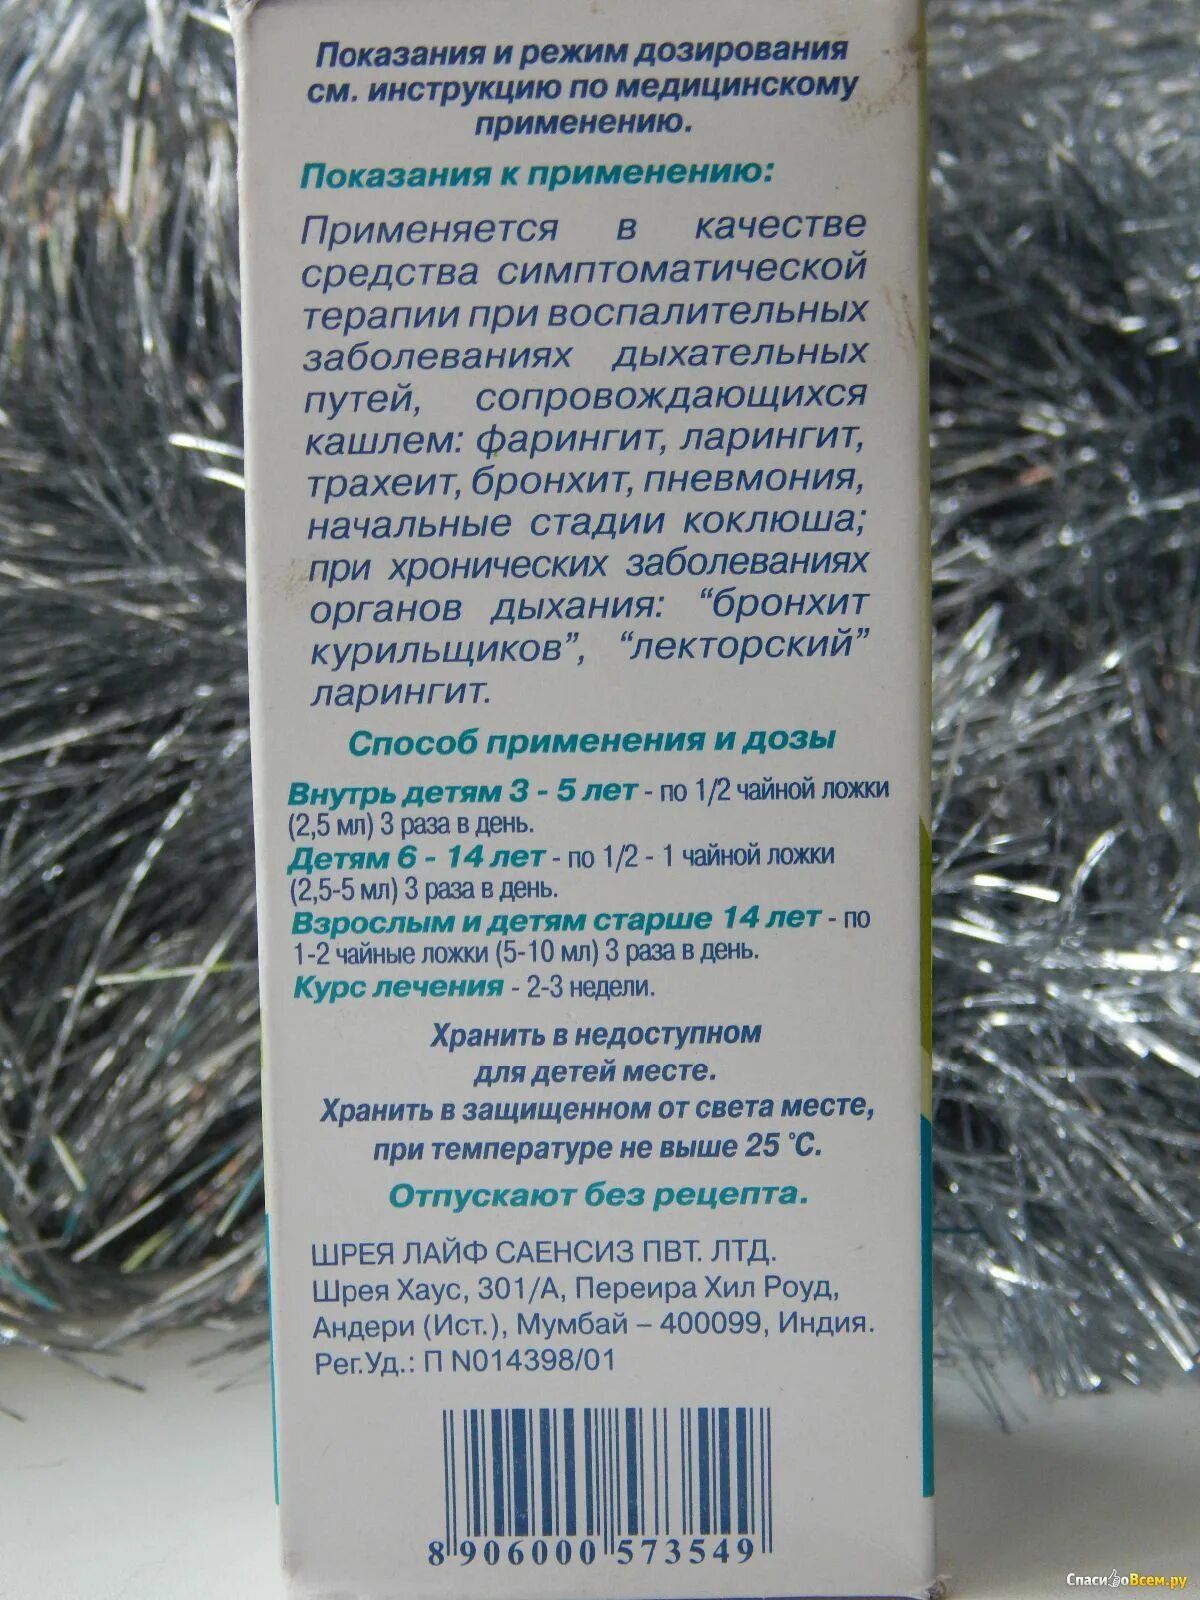 Показания и режим дозирования
см. инструкцию по медицинскому
применению.
Показания к применению:
Применяется в качестве
средства симптоматической
терапии при воспалительных
заболеваниях дыхательных
путей, сопровождающихся
кашлем: фарингит, ларингит,
трахеит, бронхит, пневмония,
начальные стадии коклюша;
при хронических заболеваниях
органов дыхания: “бронхит
курильщиков”, “лекторский”
ларингит.
Способ применения и дозы
Внутрь детям 3 - 5 лет - по 1/2 чайной ложки
(2,5 мл) 3 раза в день.
Детям 6 - 14 лет - по 1/2 - 1 чайной ложки
(2,5-5 мл) 3 раза в день.
Взрослым и детям старше 14 лет - по
1-2 чайные ложки (5-10 мл) 3 раза в день.
Курс лечения - 2-3 недели.
Хранить в недоступном
для детей месте.
Хранить в защищенном от света месте,
при температуре не выше 25 °С.
Отпускают без рецепта.
ШРЕЯ ЛАЙФ САЕНСИЗ ПВТ. ЛТД.
Шрея Хаус, 301/А, Переира Хил Роуд,
Андери (Ист.), Мумбай – 400099, Индия.
Рег.Уд.: П N014398/01
8 906000 573549
СпасибоВсем.ру